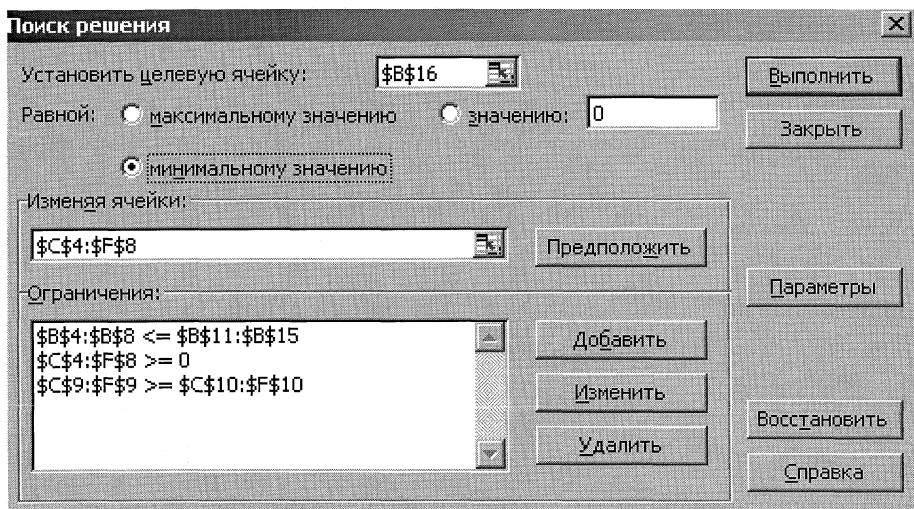 Поиск решения
Установить целевую ячейку: $B$16 Выполнить
Равной: максимальному значению значению: 0 Закрыть
минимальному значению
Изменяя ячейки:
$C$4:$F$8 Предположить
Ограничения: Параметры
$B$4:$B$8 <= $B$11:$B$15 Добавить
$C$4:$F$8 >= 0
$C$9:$F$9 >= $C$10:$F$10 Изменить
Восстановить
Удалить
Справка